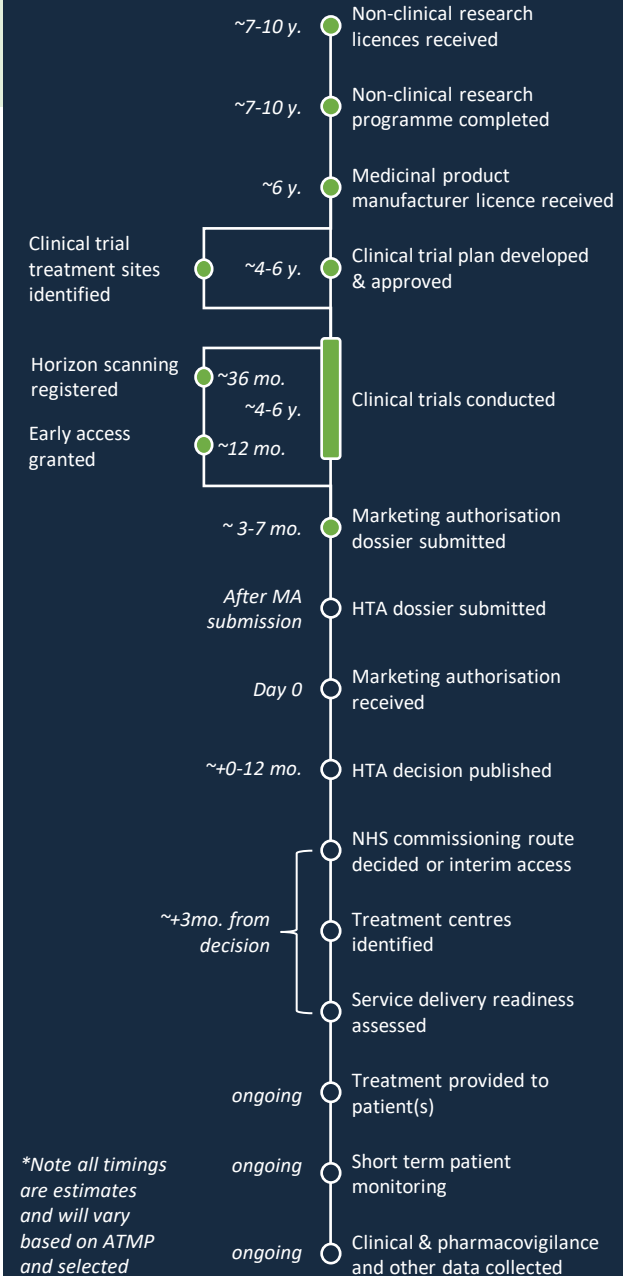 ~7-10 y.
Non-clinical research
licences received
~7-10 y.
Non-clinical research
programme completed
~6 y.
Medicinal product
manufacturer licence received
Clinical trial
treatment sites
identified
~4-6 y.
Clinical trial plan developed
& approved
Horizon scanning
registered
~36 mo.
~4-6 y.
Early access
granted
~12 mo.
Clinical trials conducted
~ 3-7 mo.
Marketing authorisation
dossier submitted
After MA
submission
HTA dossier submitted
Day 0
Marketing authorisation
received
~+0-12 mo.
HTA decision published
~+3mo. from
decision
NHS commissioning route
decided or interim access
Treatment centres
identified
Service delivery readiness
assessed
ongoing
Treatment provided to
patient(s)
ongoing
Short term patient
monitoring
ongoing
Clinical & pharmacovigilance
and other data collected
*Note all timings
are estimates
and will vary
based on ATMP
and selected